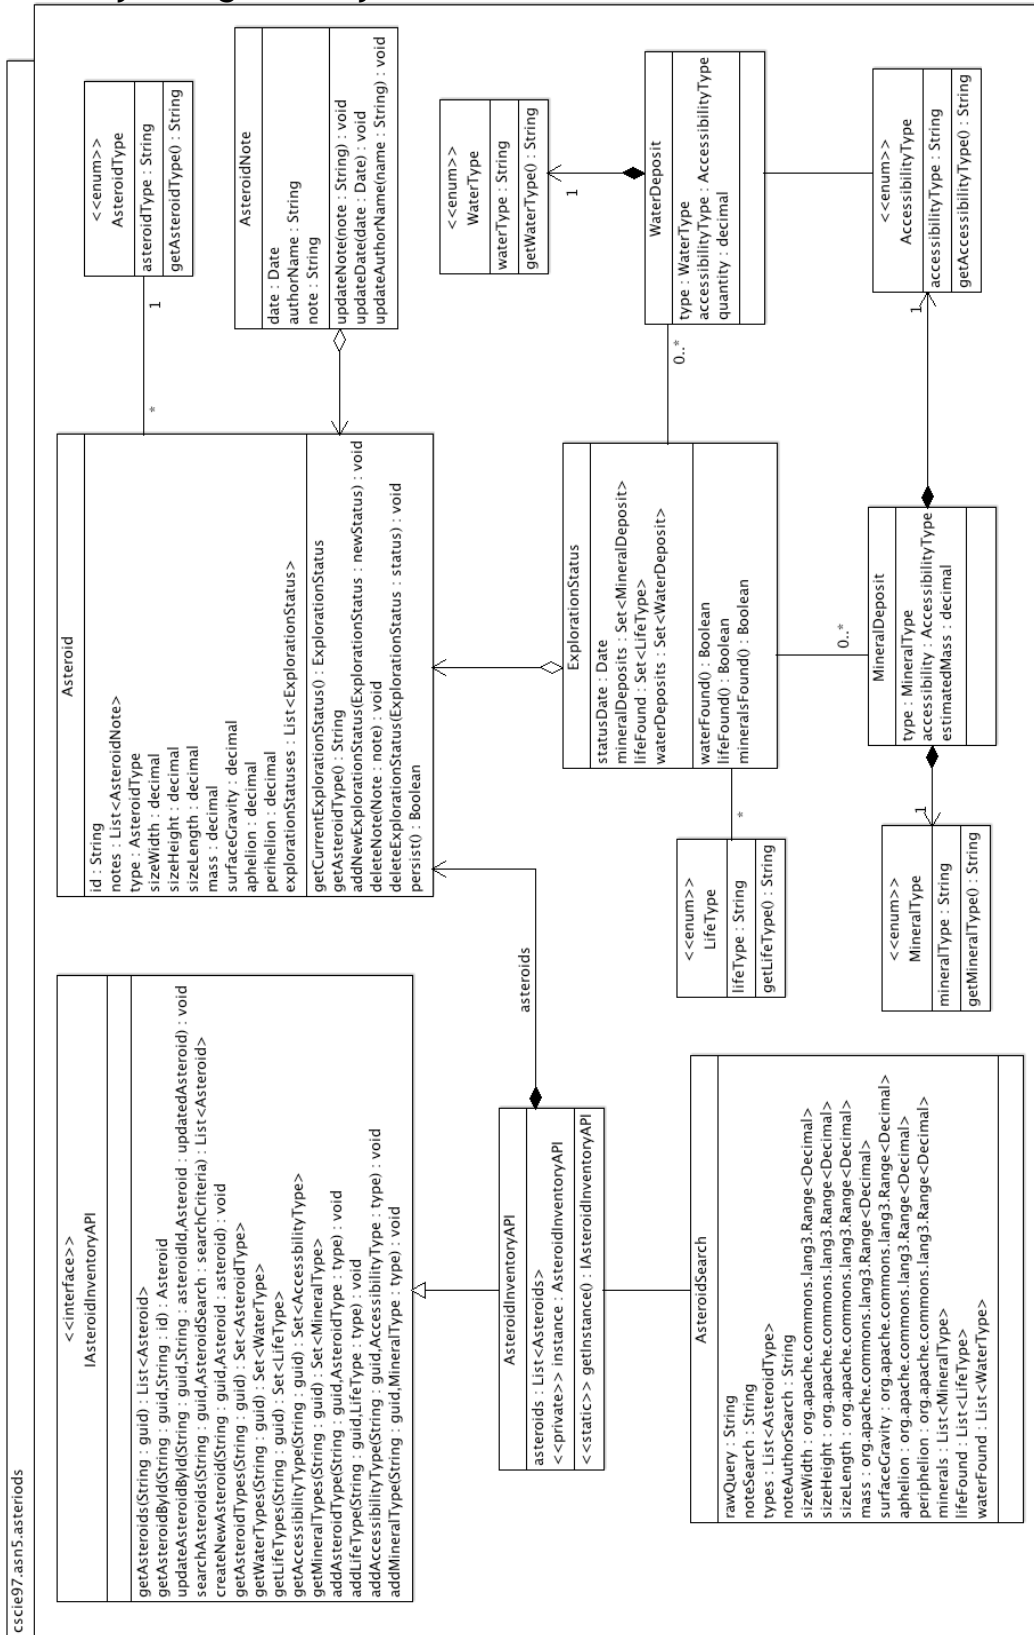 cscie97.asn5.asteriods
<<interface>>
IAsteroidInventoryAPI
getAsteroids(String : guid) : List<Asteroid>
getAsteroidById(String : guid,String : id) : Asteroid
updateAsteroidById(String : guid,String : asteroidId,Asteroid : updatedAsteroid) : void
searchAsteroids(String : guid,AsteroidSearch : searchCriteria) : List<Asteroid>
createNewAsteroid(String : guid,Asteroid : asteroid) : void
getAsteroidTypes(String : guid) : Set<AsteroidType>
getWaterTypes(String : guid) : Set<WaterType>
getLifeTypes(String : guid) : Set<LifeType>
getAccessibilityType(String : guid) : Set<AccessbilityType>
getMineralTypes(String : guid) : Set<MineralType>
addAsteroidType(String : guid,AsteroidType : type) : void
addLifeType(String : guid,LifeType : type) : void
addAccessibilityType(String : guid,AccessibilityType : type) : void
addMineralType(String : guid,MineralType : type) : void
Asteroid
id : String
notes : List<AsteroidNote>
type : AsteroidType
sizeWidth : decimal
sizeHeight : decimal
sizeLength : decimal
mass : decimal
surfaceGravity : decimal
aphelion : decimal
perihelion : decimal
explorationStatuses : List<ExplorationStatus>
getCurrentExplorationStatus() : ExplorationStatus
getAsteroidType() : String
addNewExplorationStatus(ExplorationStatus : newStatus) : void
deleteNote(Note : note) : void
deleteExplorationStatus(ExplorationStatus : status) : void
persist() : Boolean
*
1
<<enum>>
AsteroidType
asteroidType : String
getAsteroidType() : String
AsteroidNote
date : Date
authorName : String
note : String
updateNote(note : String) : void
updateDate(date : Date) : void
updateAuthorName(name : String) : void
asteroids
AsteroidInventoryAPI
asteroids : List<Asteroids>
<<private>> instance : AsteroidInventoryAPI
<<static>> getInstance() : IAsteroidInventoryAPI
ExplorationStatus
statusDate : Date
mineralDeposits : Set<MineralDeposit>
lifeFound : Set<LifeType>
waterDeposits : Set<WaterDeposit>
waterFound() : Boolean
lifeFound() : Boolean
mineralsFound() : Boolean
<<enum>>
WaterType
waterType : String
getWaterType() : String
1
WaterDeposit
type : WaterType
accessibilityType : AccessibilityType
quantity : decimal
0..*
AsteroidSearch
rawQuery : String
noteSearch : String
types : List<AsteroidType>
noteAuthorSearch : String
sizeWidth : org.apache.commons.lang3.Range<Decimal>
sizeHeight : org.apache.commons.lang3.Range<Decimal>
sizeLength : org.apache.commons.lang3.Range<Decimal>
mass : org.apache.commons.lang3.Range<Decimal>
surfaceGravity : org.apache.commons.lang3.Range<Decimal>
aphelion : org.apache.commons.lang3.Range<Decimal>
periphelion : org.apache.commons.lang3.Range<Decimal>
minerals : List<MineralType>
lifeFound : List<LifeType>
waterFound : List<WaterType>
<<enum>>
LifeType
lifeType : String
getLifeType() : String
*
0..*
MineralDeposit
type : MineralType
accessibility : AccessibilityType
estimatedMass : decimal
1
1
<<enum>>
MineralType
mineralType : String
getMineralType() : String
<<enum>>
AccessibilityType
accessibilityType : String
getAccessibilityType() : String